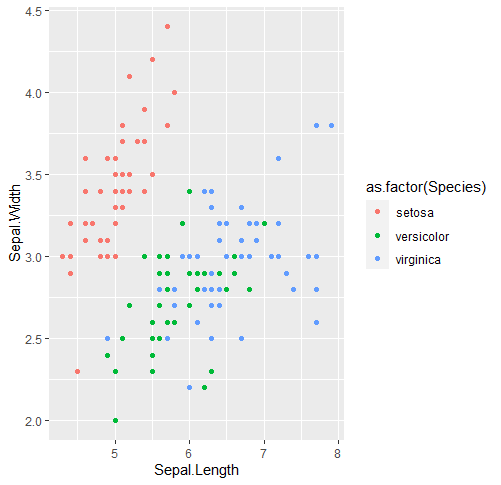 4.5
4.0
3.5
3.0
2.5
2.0
Sepal.Width
5 6 7 8
Sepal.Length
as.factor(Species)
setosa
versicolor
virginica